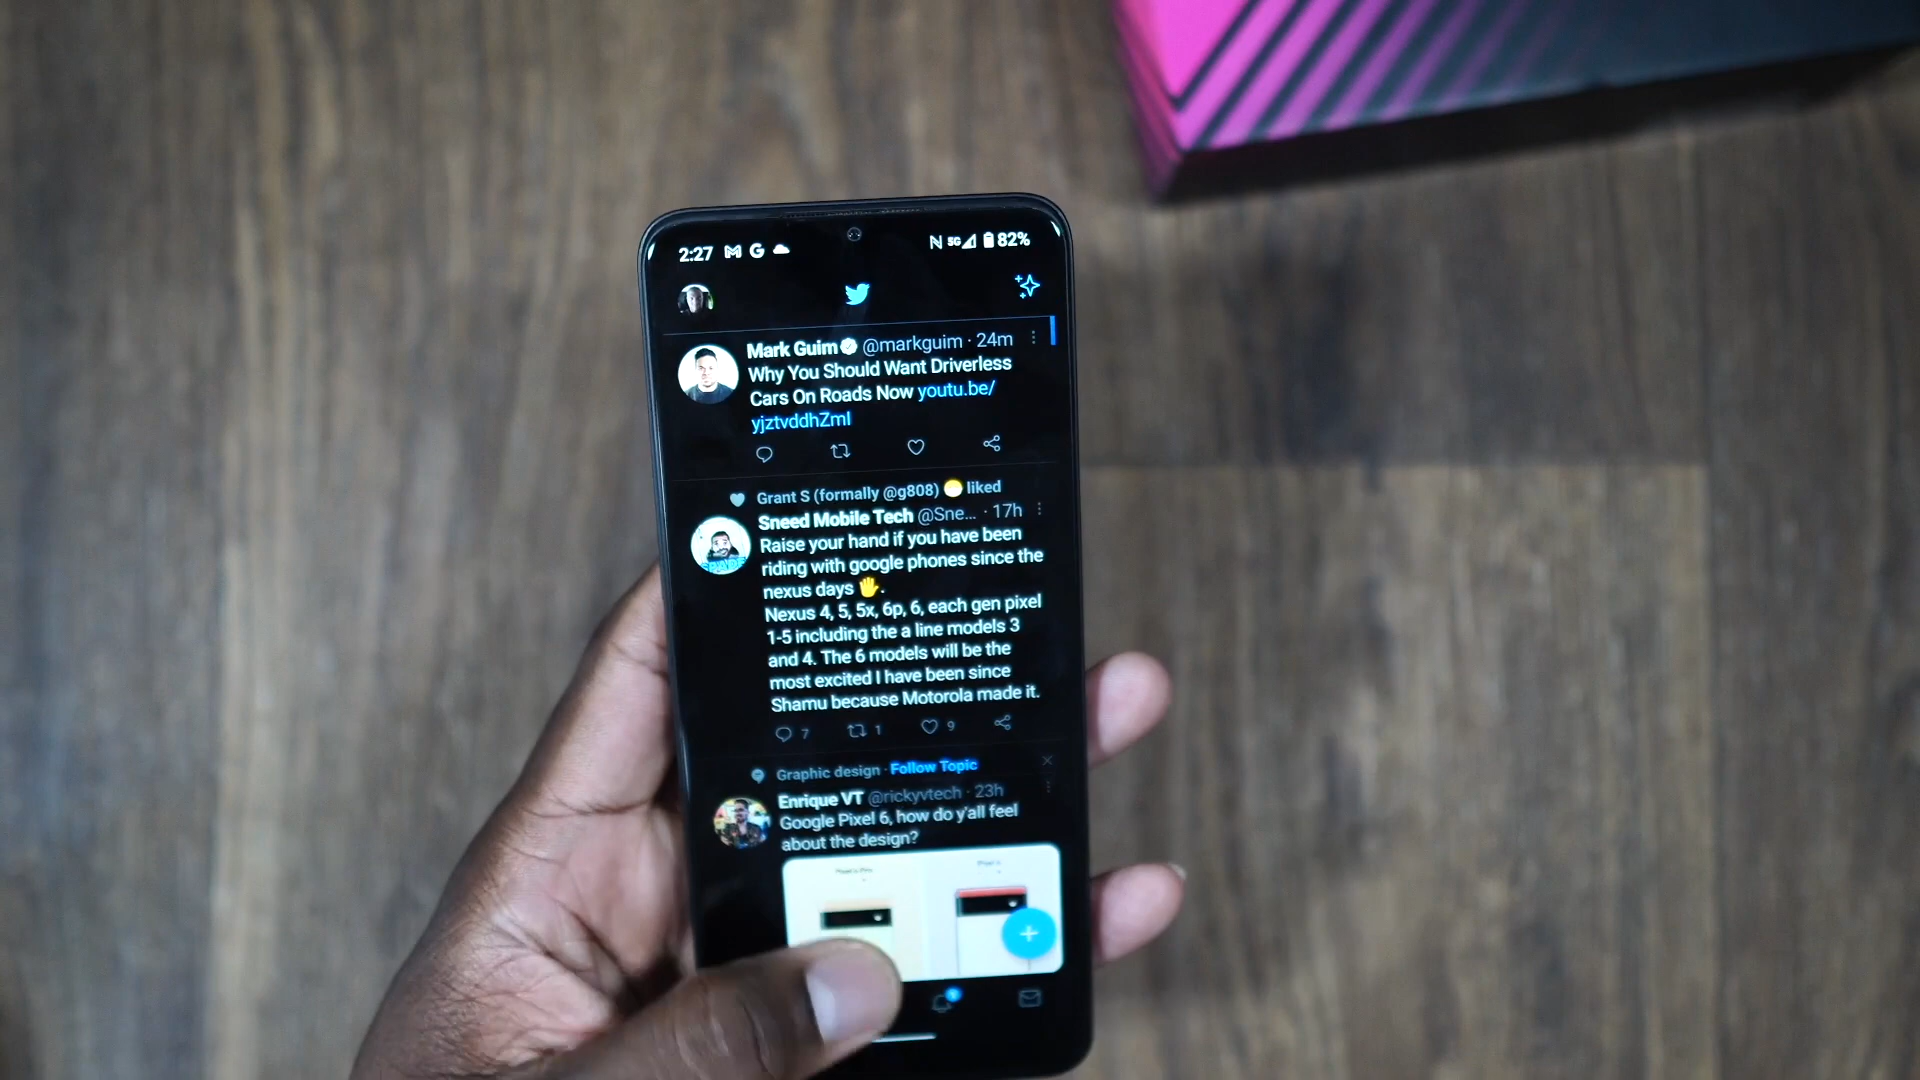 2:27 5G 82%
Mark Guim @markguim · 24m
Why You Should Want Driverless
Cars On Roads Now youtu.be/
yjztvddhZmI
Grant S (formally @g808) liked
Sneed Mobile Tech @Sne... · 17h
Raise your hand if you have been
riding with google phones since the
nexus days 🖐.
Nexus 4, 5, 5x, 6p, 6, each gen pixel
1-5 including the a line models 3
and 4. The 6 models will be the
most excited I have been since
Shamu because Motorola made it.
7 1 9
Graphic design · Follow Topic
Enrique VT @rickyvtech · 23h
Google Pixel 6, how do y'all feel
about the design?